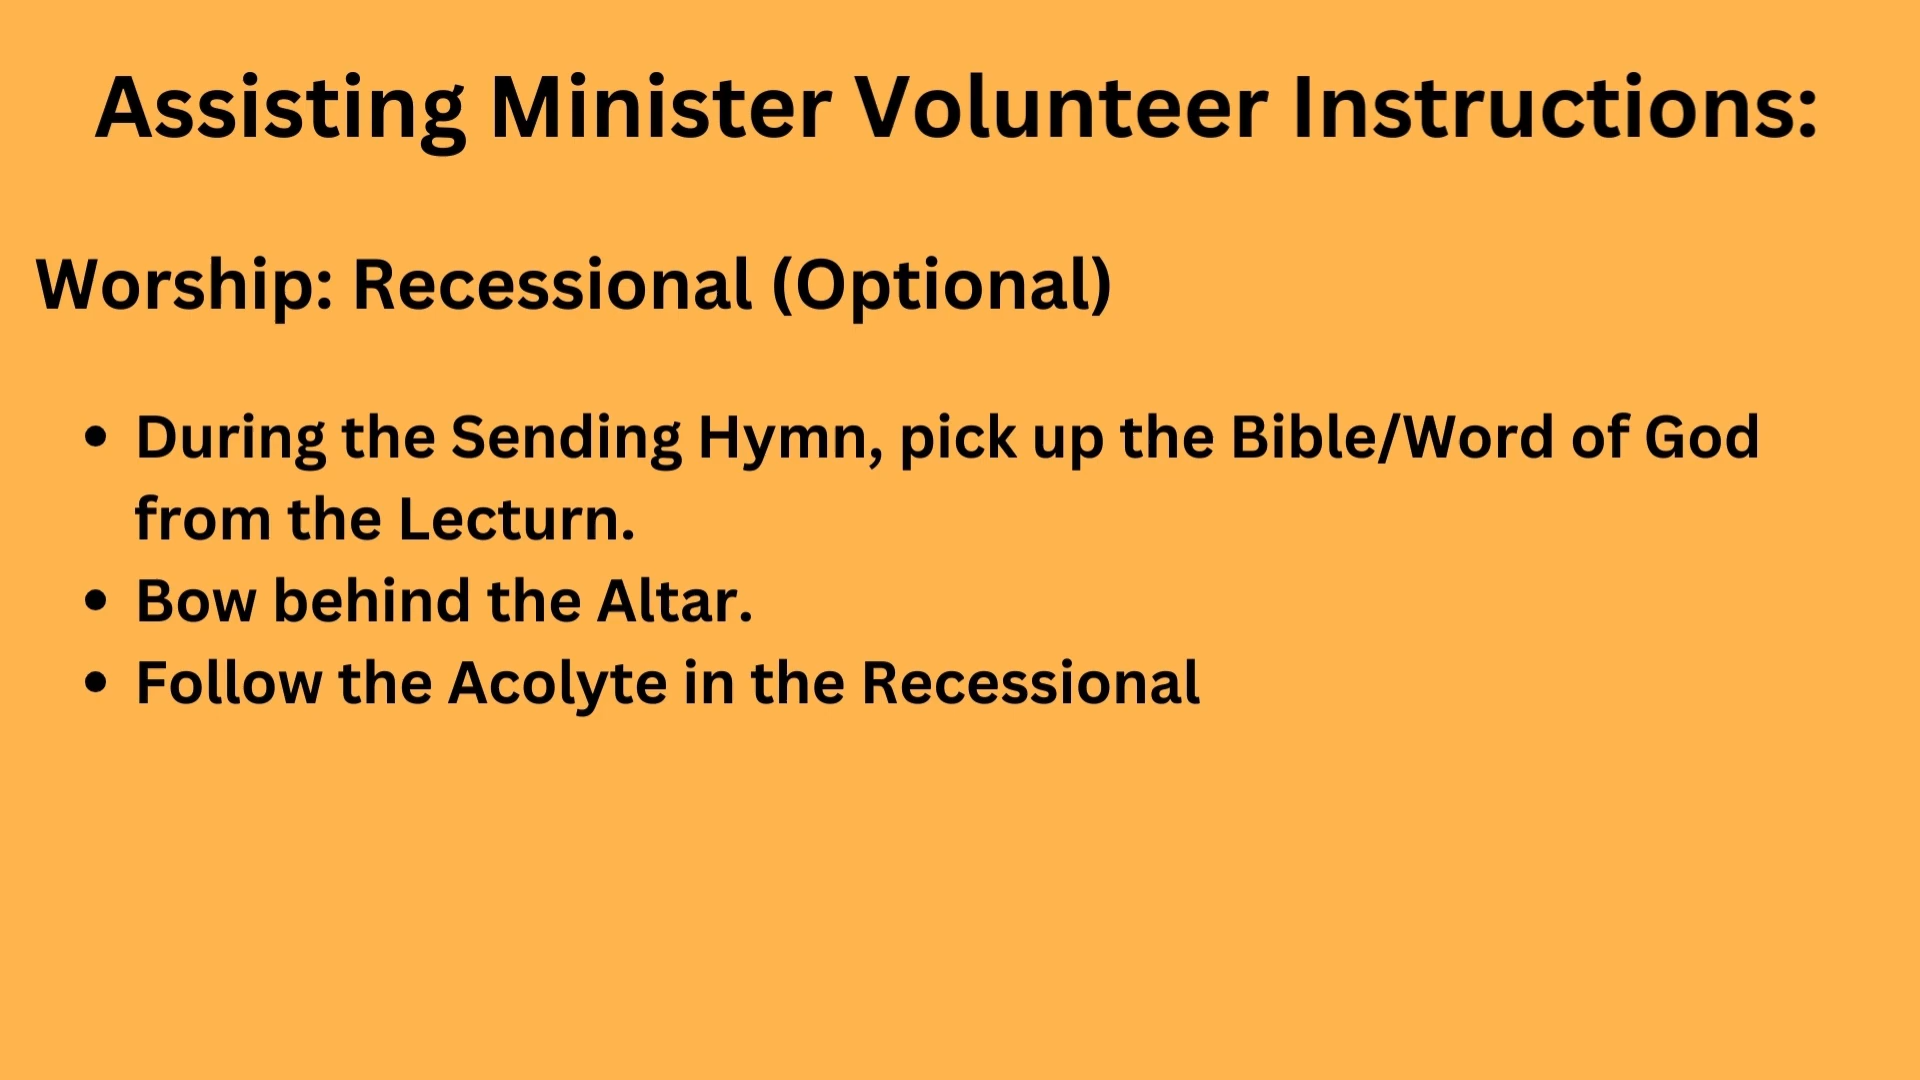 Assisting Minister Volunteer Instructions:
Worship: Recessional (Optional)
• During the Sending Hymn, pick up the Bible/Word of God
from the Lecturn.
• Bow behind the Altar.
• Follow the Acolyte in the Recessional